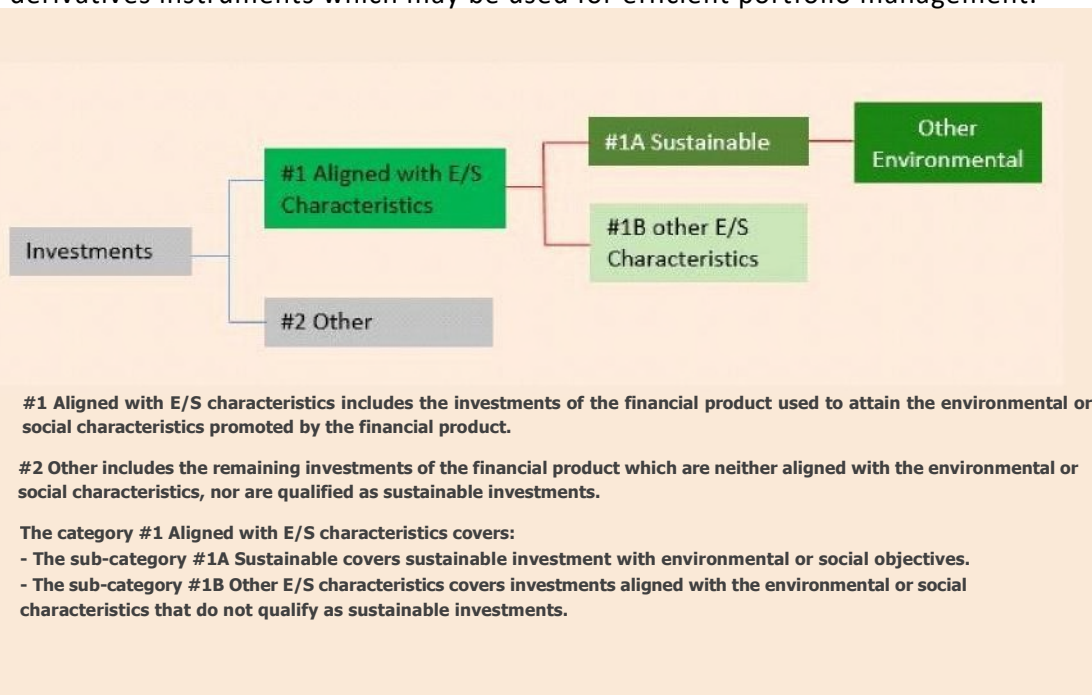 derivatives instruments which may be used for efficient portfolio management.
#1A Sustainable
Other
Environmental
#1 Aligned with E/S
Characteristics
#1B other E/S
Characteristics
Investments
#2 Other
#1 Aligned with E/S characteristics includes the investments of the financial product used to attain the environmental or
social characteristics promoted by the financial product.
#2 Other includes the remaining investments of the financial product which are neither aligned with the environmental or
social characteristics, nor are qualified as sustainable investments.
The category #1 Aligned with E/S characteristics covers:
- The sub-category #1A Sustainable covers sustainable investment with environmental or social objectives.
- The sub-category #1B Other E/S characteristics covers investments aligned with the environmental or social
characteristics that do not qualify as sustainable investments.